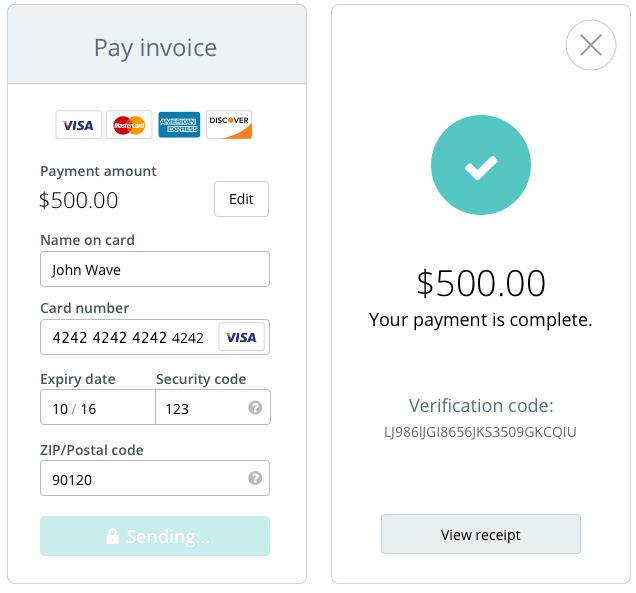 Pay invoice
VISA MasterCard AMERICAN EXPRESS DISCOVER
Payment amount
$500.00
Edit
Name on card
John Wave
Card number
4242 4242 4242 4242 VISA
Expiry date Security code
10 / 16 123 ?
ZIP/Postal code
90120 ?
Sending...
$500.00
Your payment is complete.
Verification code:
LJ986IJGI8656JKS3509GKCQIU
View receipt